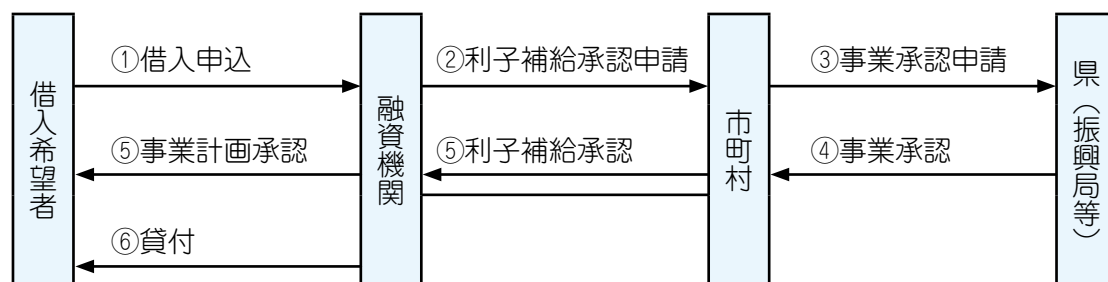 借入希望者
①借入申込
⑤事業計画承認
⑥貸付
融資機関
②利子補給承認申請
⑤利子補給承認
市町村
③事業承認申請
④事業承認
県（振興局等）